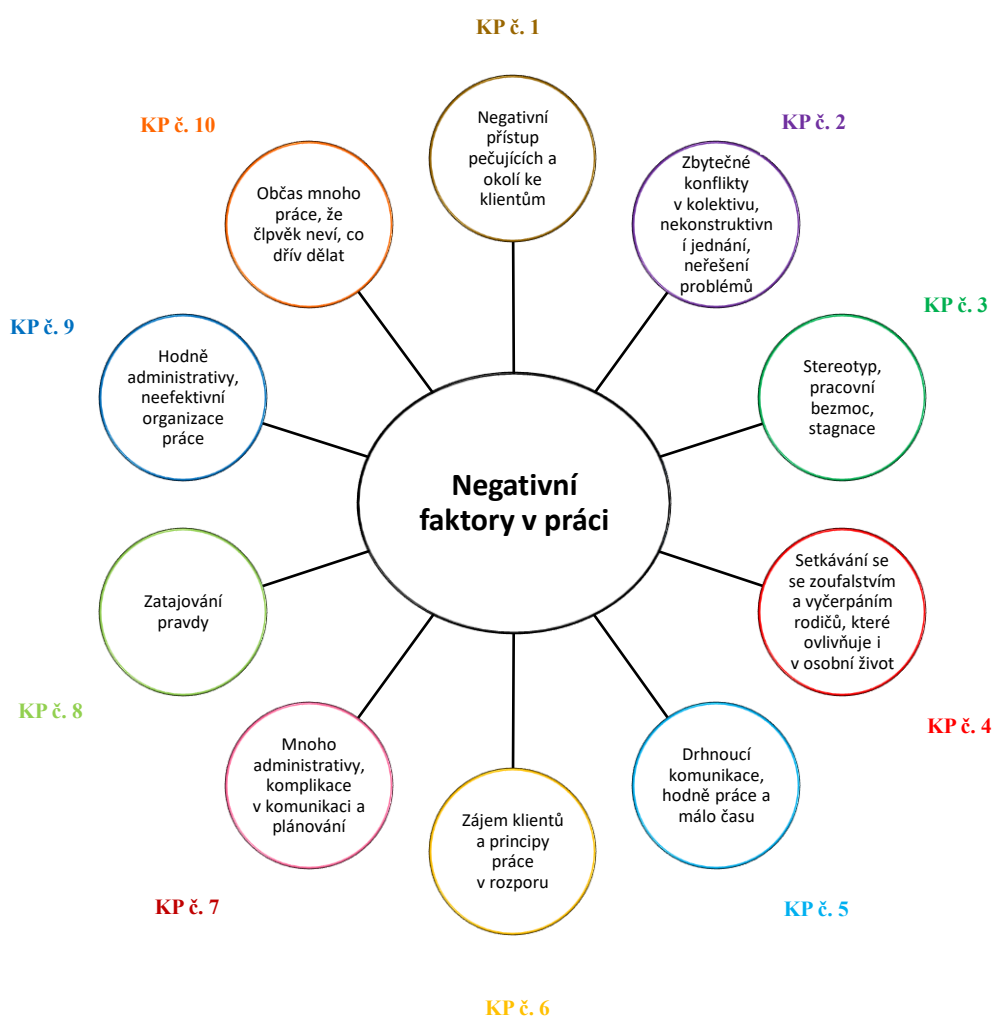 KP č. 1
Negativní
přístup
pečujících a
okolí ke
klientům
KP č. 2
Zbytečné
konflikty
v kolektivu,
nekonstruktivn
í jednání,
neřešení
problémů
KP č. 3
Stereotyp,
pracovní
bezmoc,
stagnace
Setkávání se
se zoufalstvím
a vyčerpáním
rodičů, které
ovlivňuje i
v osobní život
KP č. 4
Drhnoucí
komunikace,
hodně práce a
málo času
KP č. 5
Zájem klientů
a principy
práce
v rozporu
KP č. 6
Mnoho
administrativy,
komplikace
v komunikaci a
plánování
KP č. 7
Zatajování
pravdy
KP č. 8
KP č. 9
Hodně
administrativy,
neefektivní
organizace
práce
KP č. 10
Občas mnoho
práce, že
člpvěk neví, co
dřív dělat
Negativní
faktory v práci